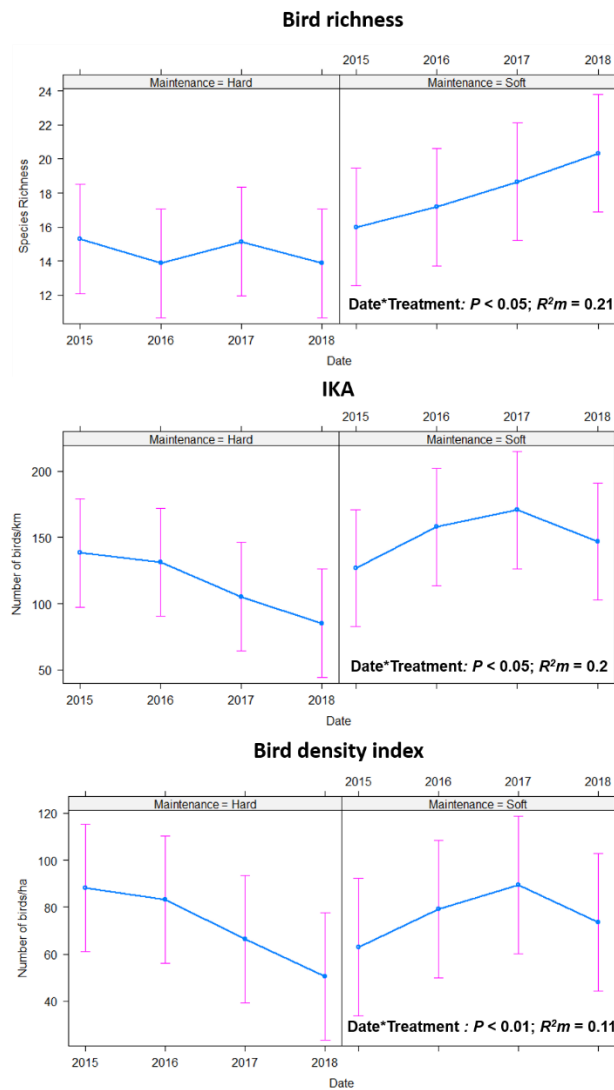 Bird richness
2015 2016 2017 2018
Maintenance = Hard Maintenance = Soft
24
22
20
18
16
14
12
Species Richness
Date*Treatment: P < 0.05; R²m = 0.21
2015 2016 2017 2018
Date Date
IKA
2015 2016 2017 2018
Maintenance = Hard Maintenance = Soft
200
150
100
50
Number of birds/km
Date*Treatment: P < 0.05; R²m = 0.2
2015 2016 2017 2018
Date Date
Bird density index
2015 2016 2017 2018
Maintenance = Hard Maintenance = Soft
120
100
80
60
40
Number of birds/ha
Date*Treatment : P < 0.01; R²m = 0.11
2015 2016 2017 2018
Date Date